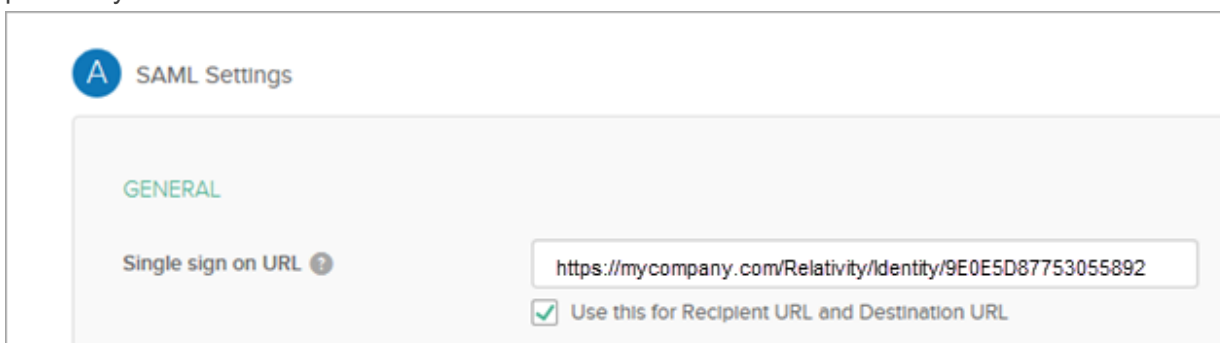 A SAML Settings
GENERAL
Single sign on URL ?
https://mycompany.com/Relativity/Identity/9E0E5D87753055892
Use this for Recipient URL and Destination URL